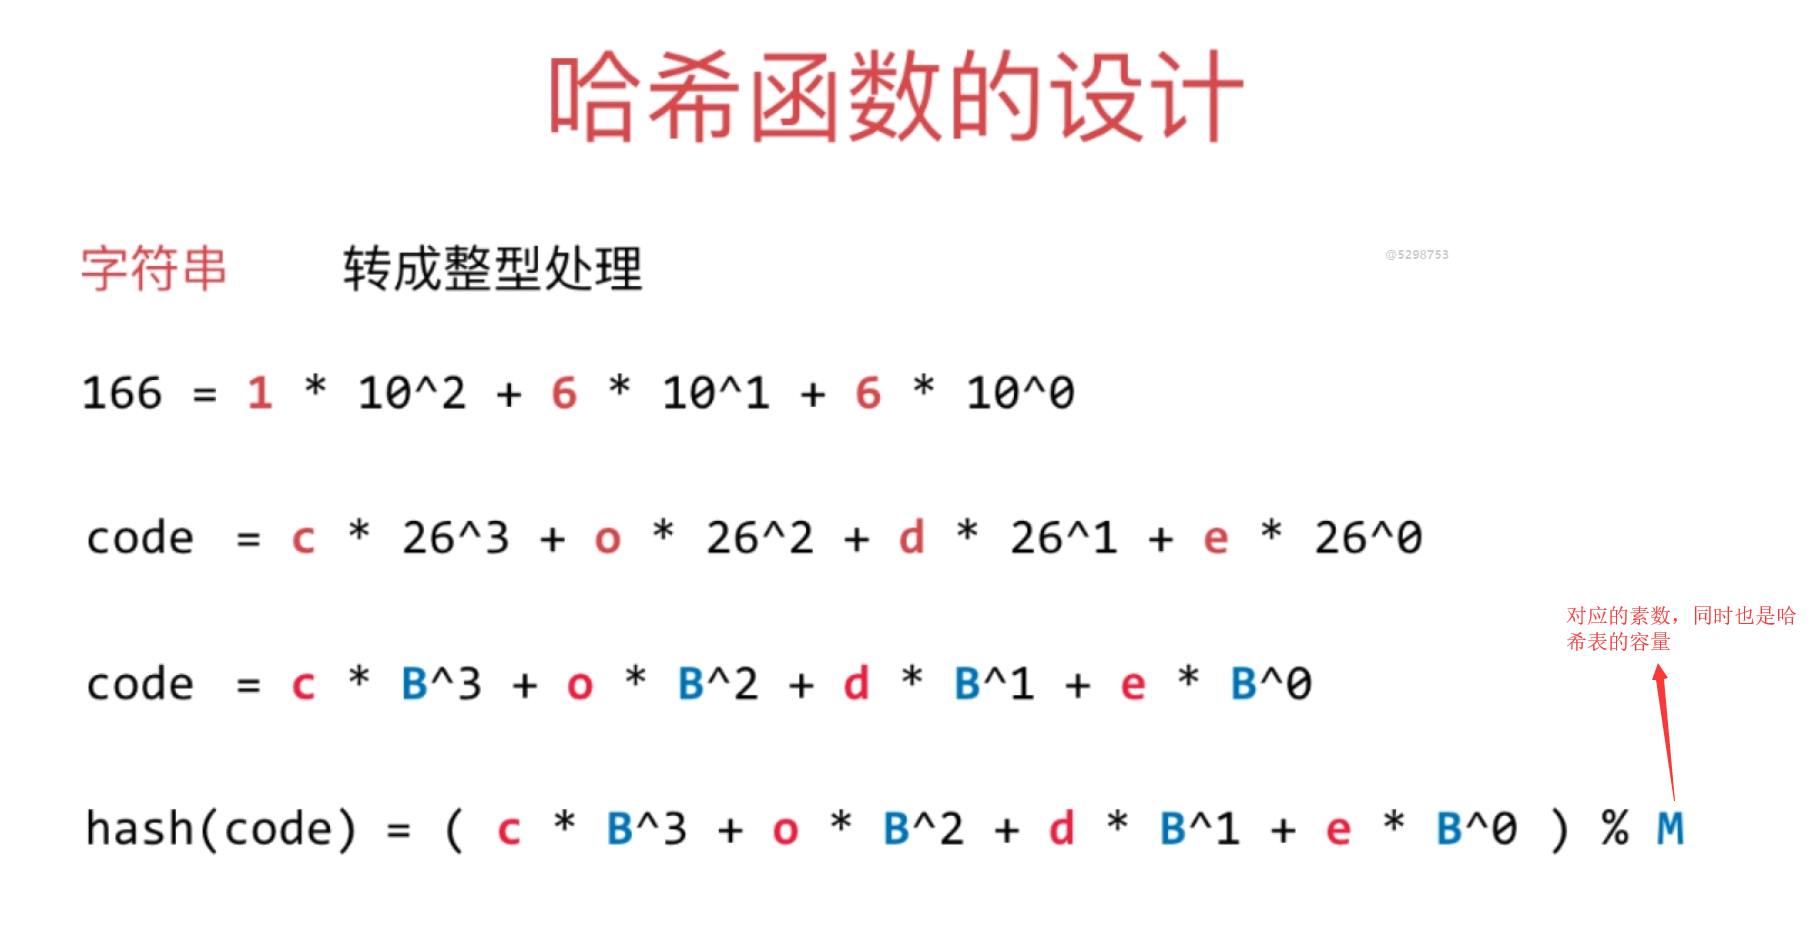 哈希函数的设计
字符串 转成整型处理
@5298753
166 = 1 * 10^2 + 6 * 10^1 + 6 * 10^0
code = c * 26^3 + o * 26^2 + d * 26^1 + e * 26^0
对应的素数，同时也是哈
希表的容量
code = c * B^3 + o * B^2 + d * B^1 + e * B^0
hash(code) = ( c * B^3 + o * B^2 + d * B^1 + e * B^0 ) % M